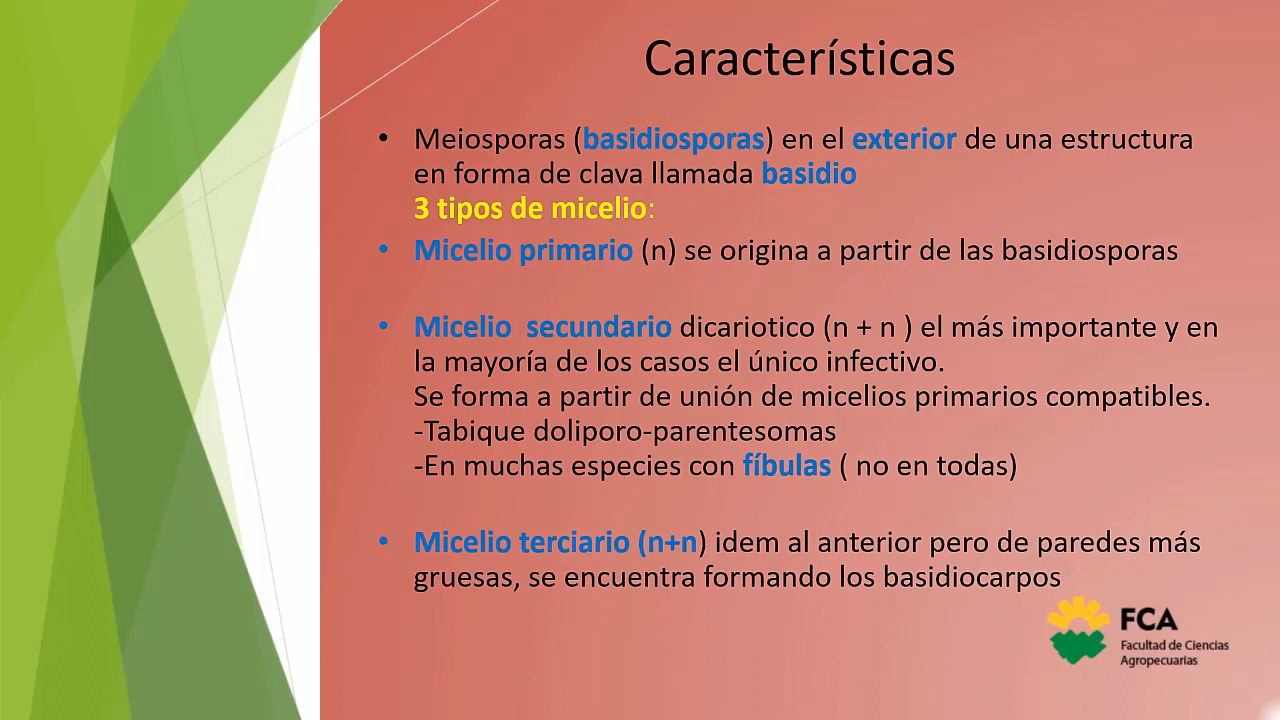 Características
• Meiosporas (basidiosporas) en el exterior de una estructura
en forma de clava llamada basidio
3 tipos de micelio:
• Micelio primario (n) se origina a partir de las basidiosporas
• Micelio  secundario dicariotico (n + n ) el más importante y en
la mayoría de los casos el único infectivo.
Se forma a partir de unión de micelios primarios compatibles.
-Tabique doliporo-parentesomas
-En muchas especies con fíbulas ( no en todas)
• Micelio terciario (n+n) idem al anterior pero de paredes más
gruesas, se encuentra formando los basidiocarpos
FCA
Facultad de Ciencias
Agropecuarias